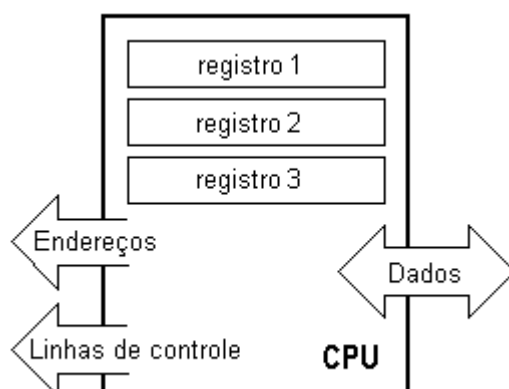 registro 1
registro 2
registro 3
Endereços
Dados
Linhas de controle
CPU